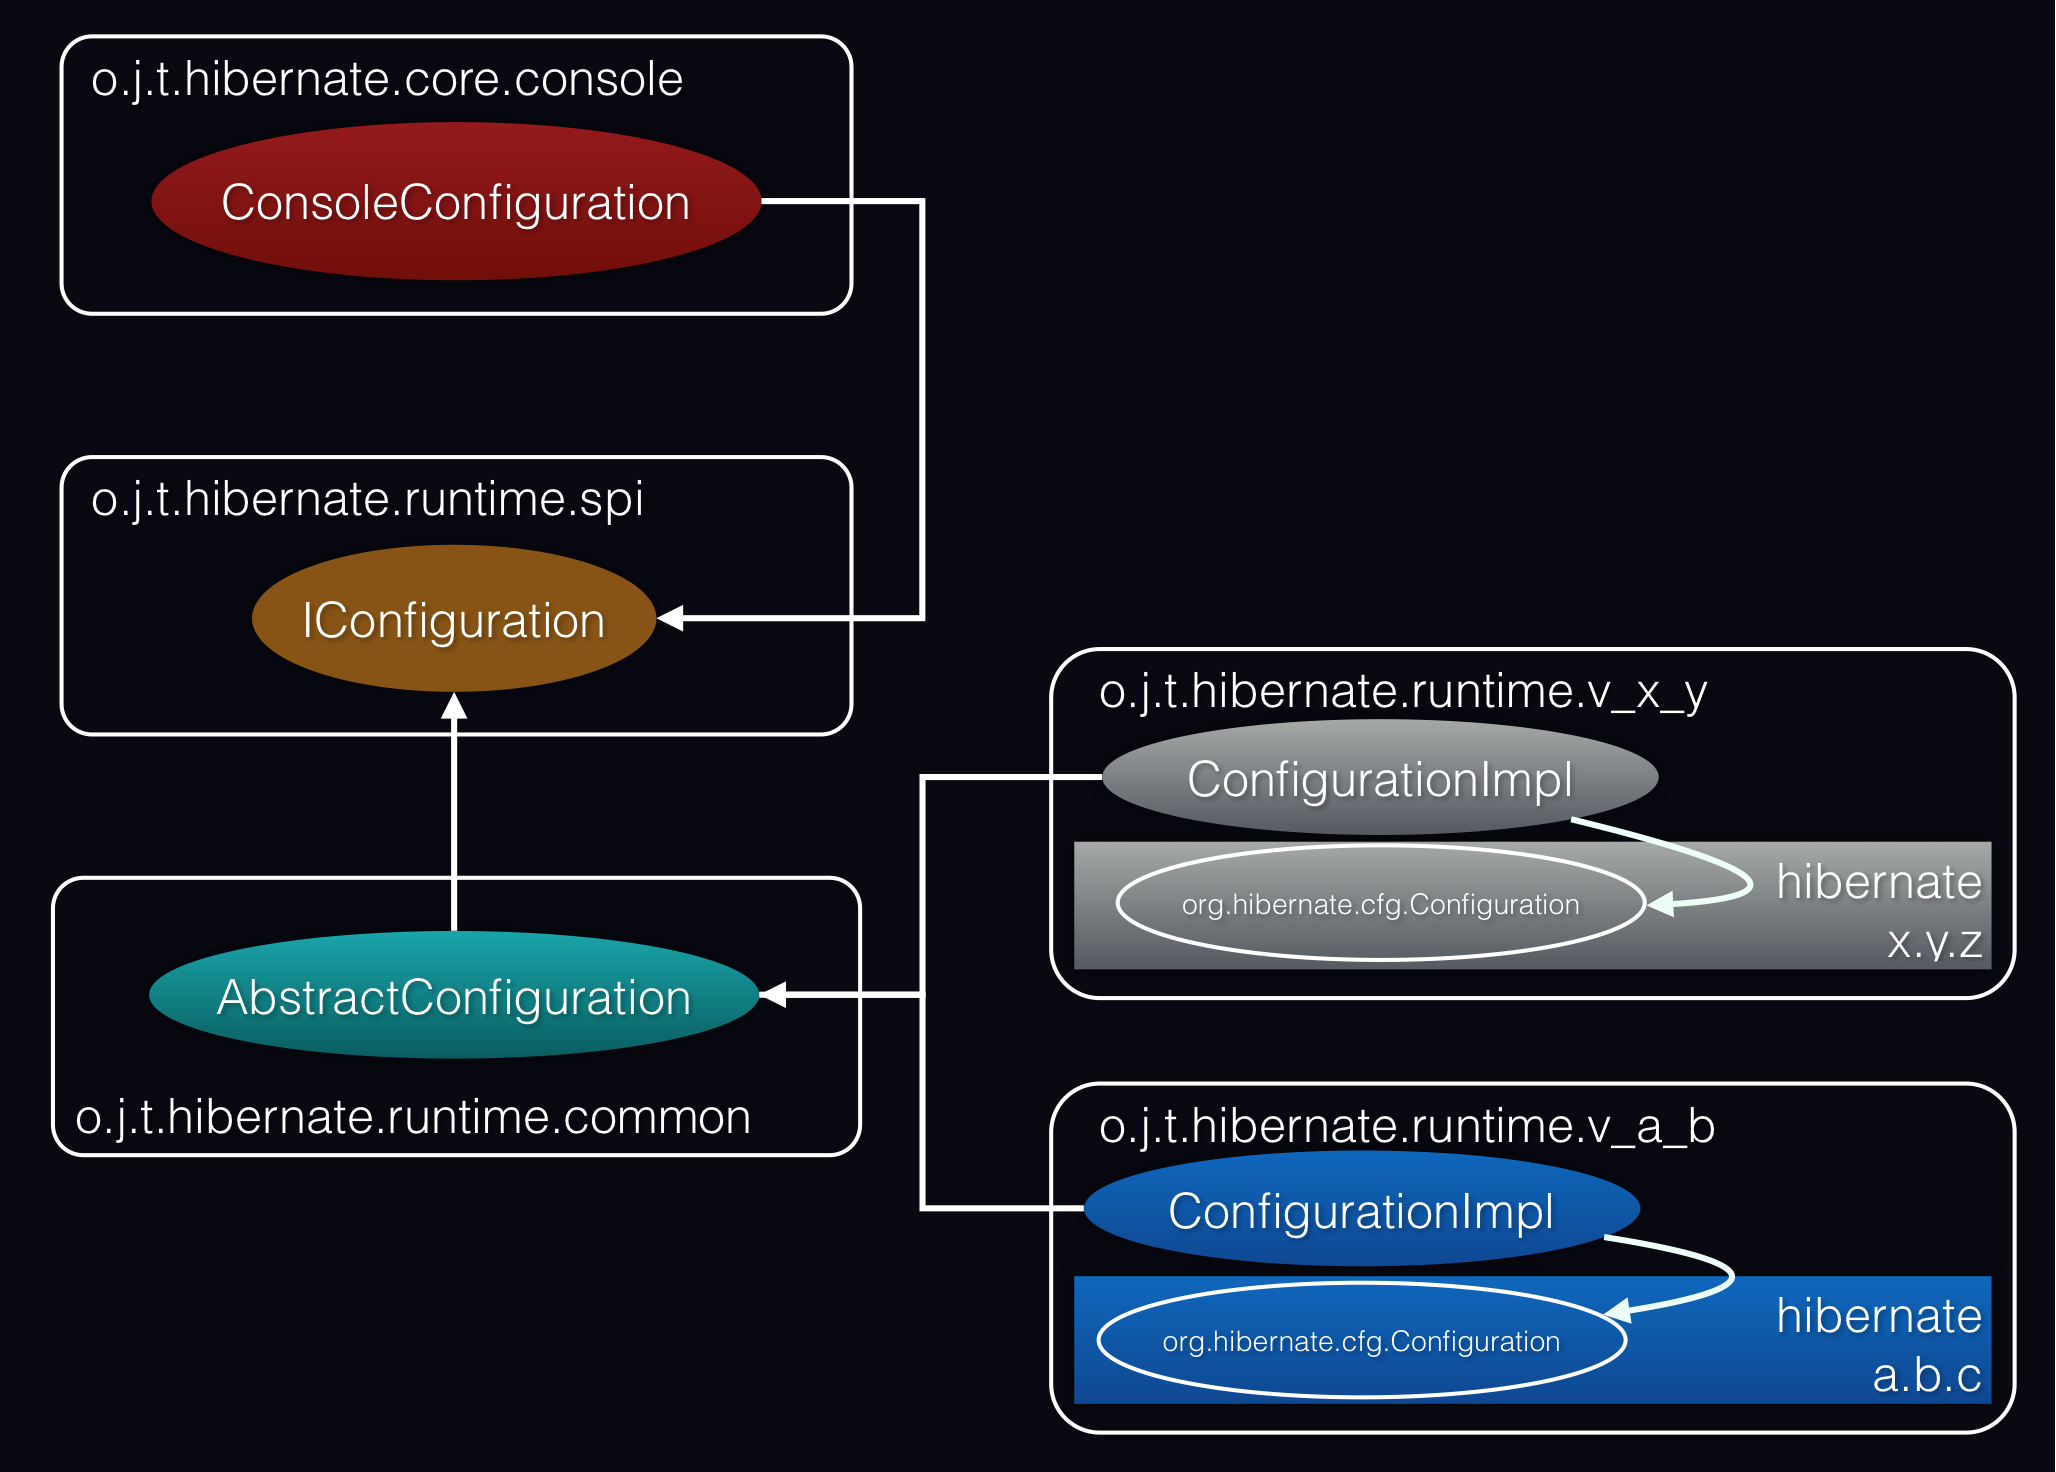 o.j.t.hibernate.core.console
ConsoleConfiguration
o.j.t.hibernate.runtime.spi
IConfiguration
AbstractConfiguration
o.j.t.hibernate.runtime.common
o.j.t.hibernate.runtime.v_x_y
ConfigurationImpl
org.hibernate.cfg.Configuration
hibernate
x.y.z
o.j.t.hibernate.runtime.v_a_b
ConfigurationImpl
org.hibernate.cfg.Configuration
hibernate
a.b.c